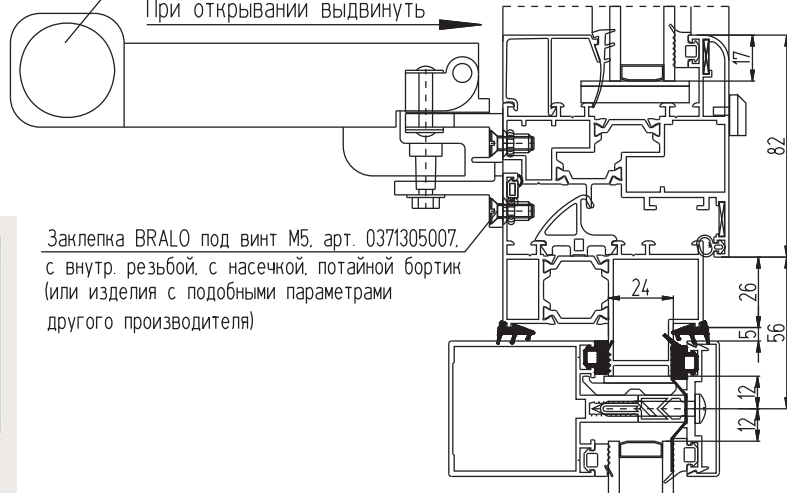 При открывании выдвинуть
17
82
Заклепка BRALO под винт М5, арт. 0371305007,
с внутр. резьбой, с насечкой, потайной бортик
(или изделия с подобными параметрами
другого производителя)
24
26
56
5
12
12